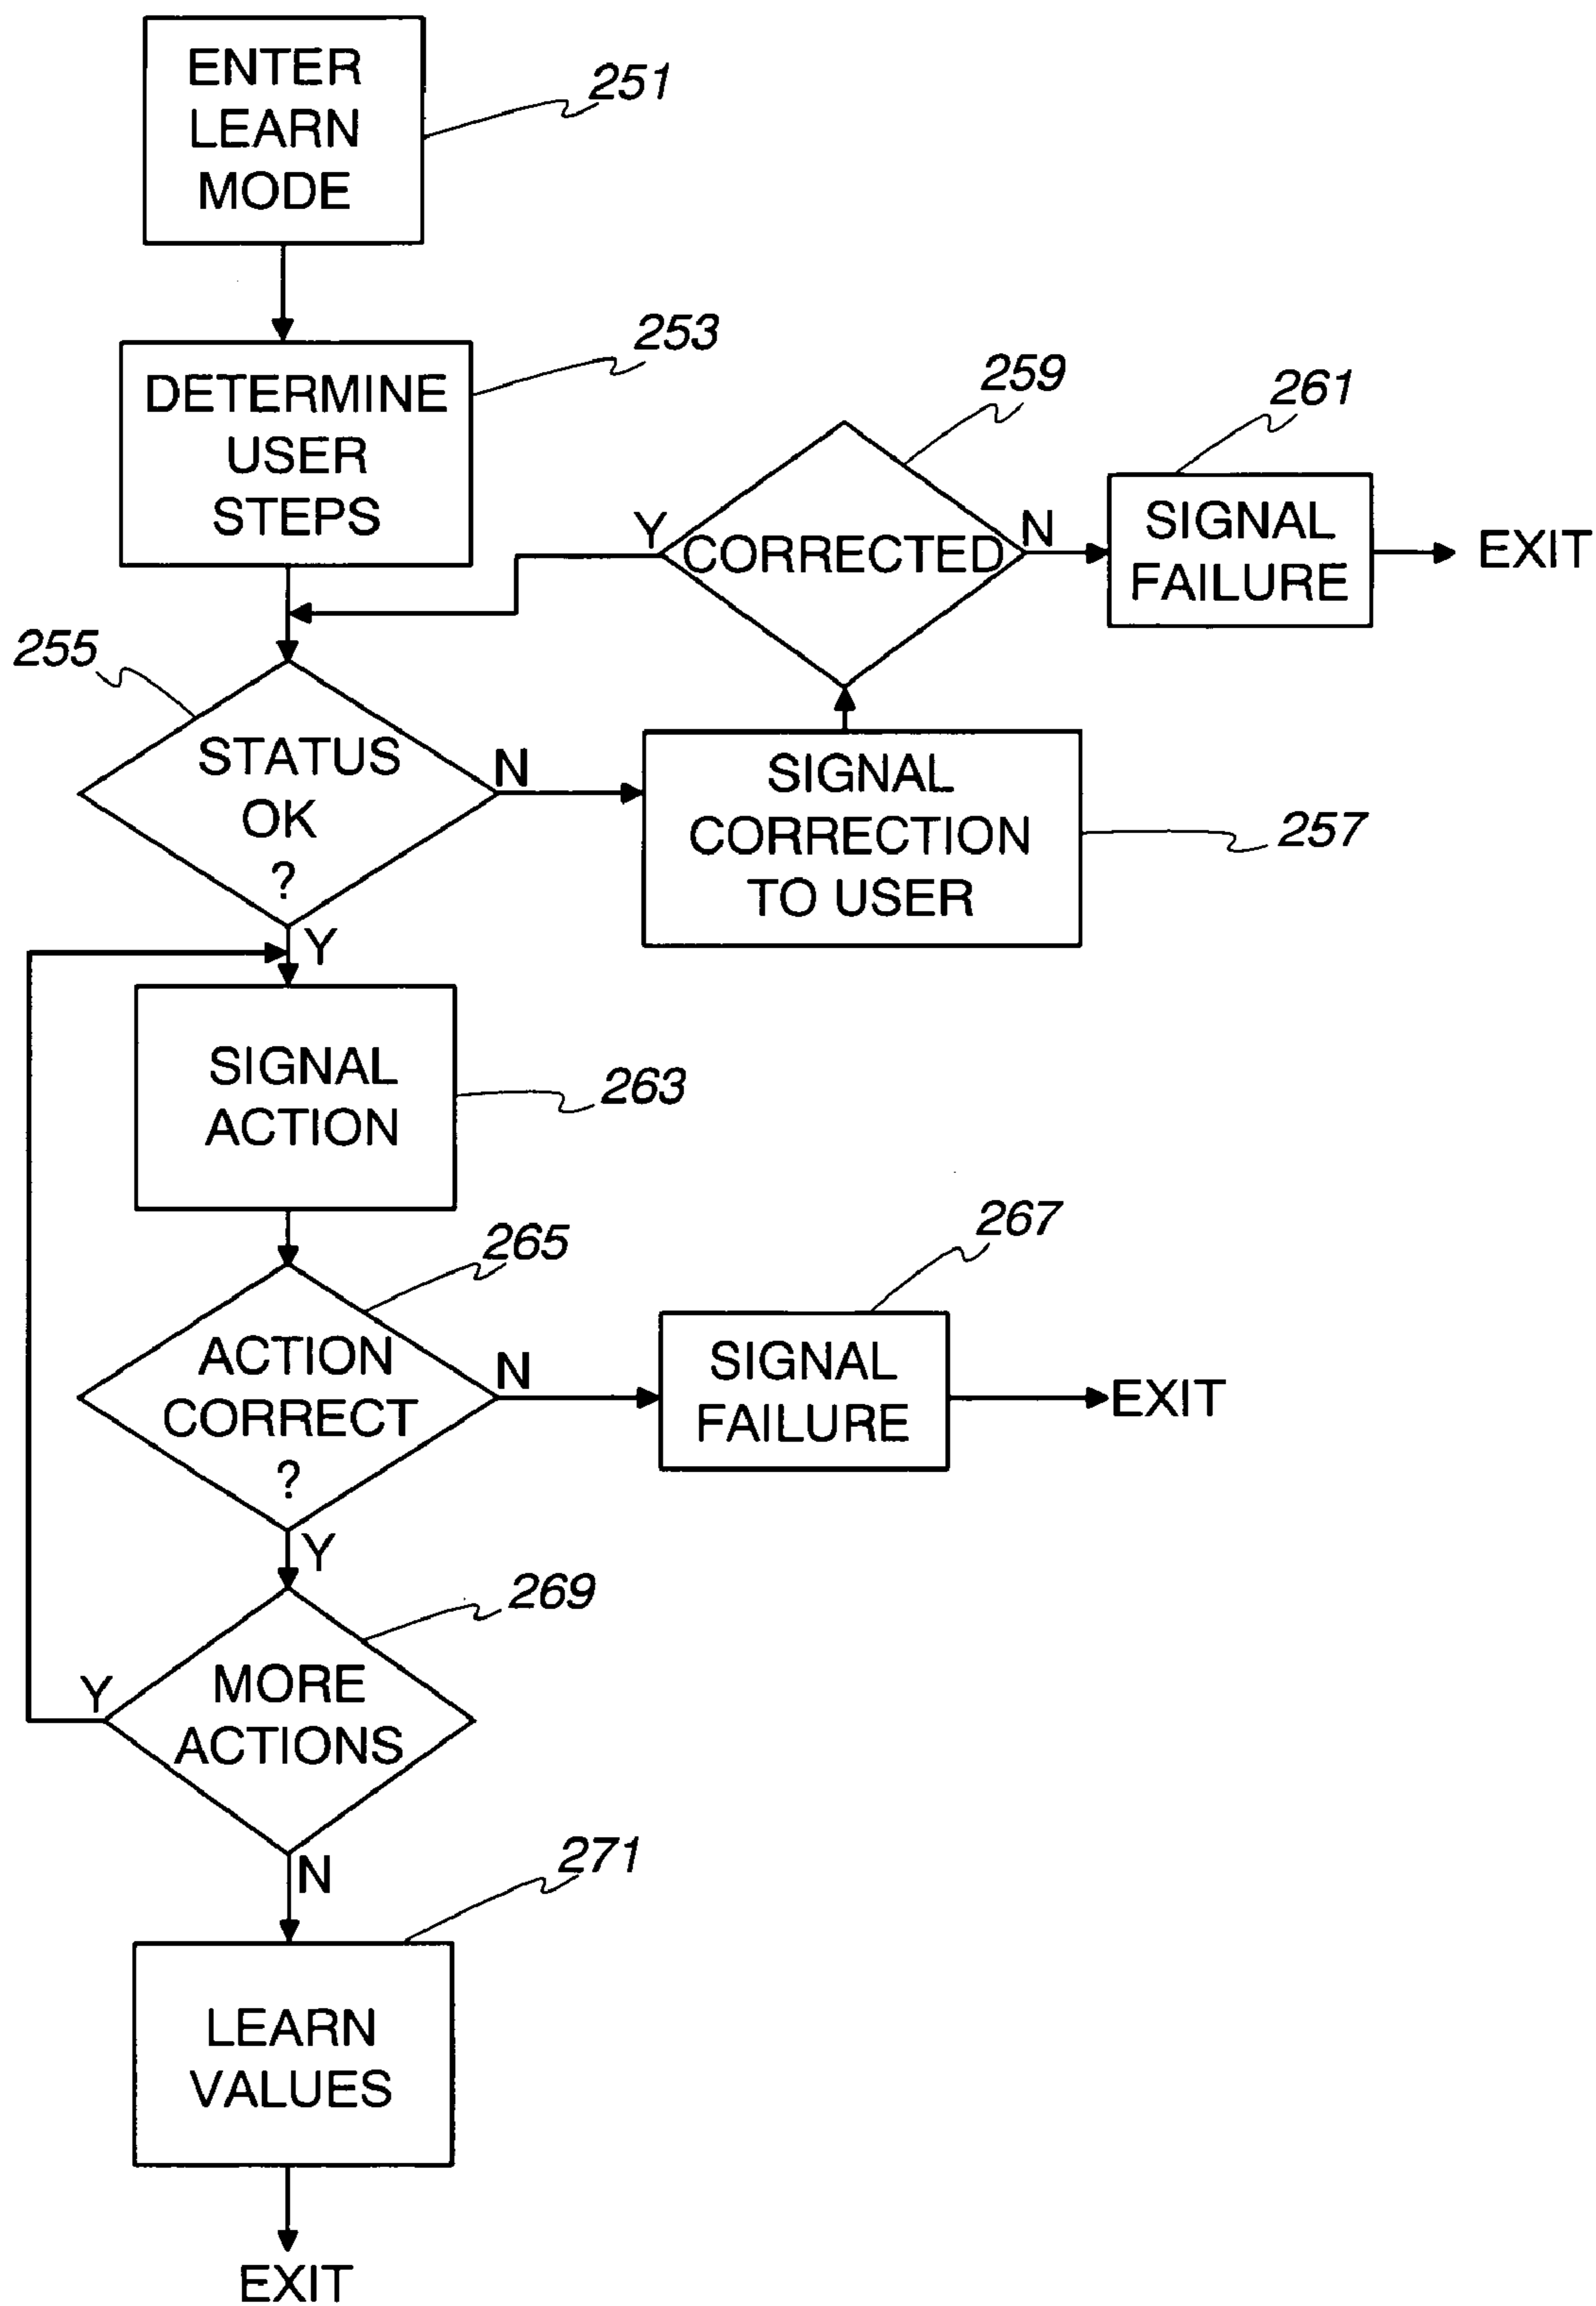 ENTER
LEARN
MODE
251
DETERMINE
USER
STEPS
253
259
261
Y
CORRECTED
N
SIGNAL
FAILURE
EXIT
255
STATUS
OK
?
N
SIGNAL
CORRECTION
TO USER
257
Y
SIGNAL
ACTION
263
265
267
ACTION
CORRECT
?
N
SIGNAL
FAILURE
EXIT
Y
269
Y
MORE
ACTIONS
N
271
LEARN
VALUES
EXIT